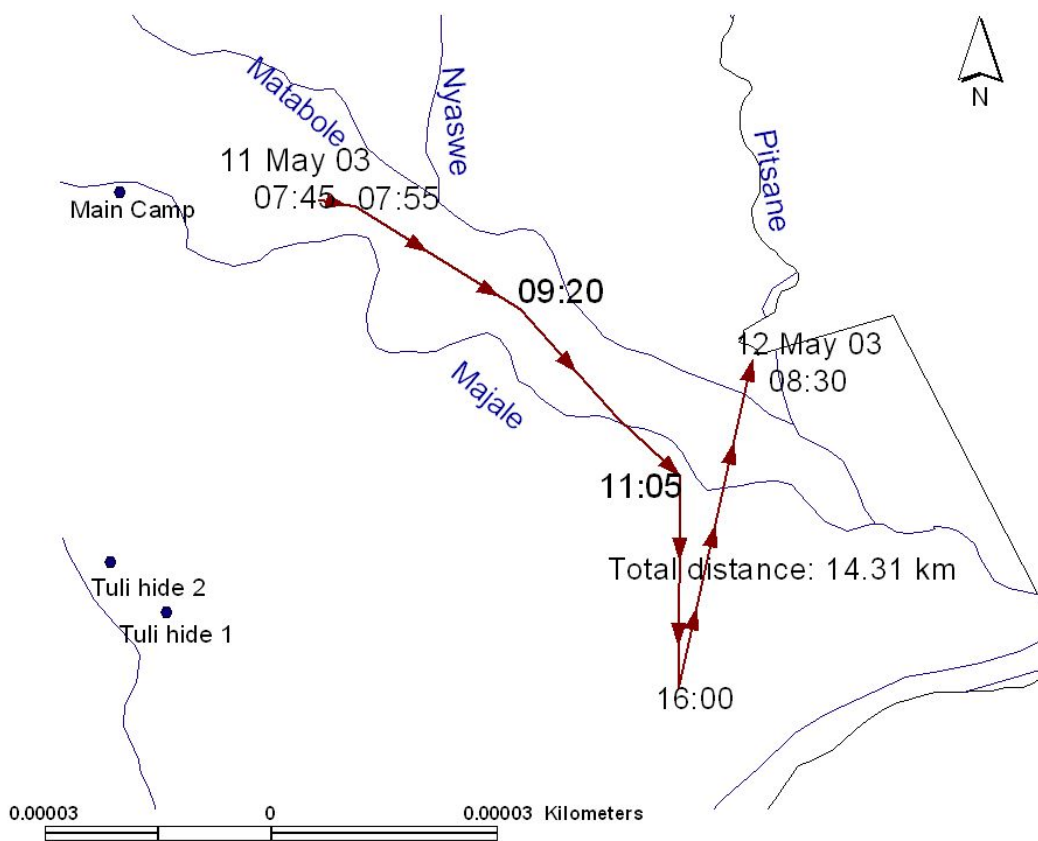 Matabole
Nyaswe
Pitsane
N
11 May 03
07:45 07:55
Main Camp
09:20
12 May 03
08:30
Majale
11:05
Total distance: 14.31 km
Tuli hide 2
Tuli hide 1
16:00
0.00003 0 0.00003 Kilometers